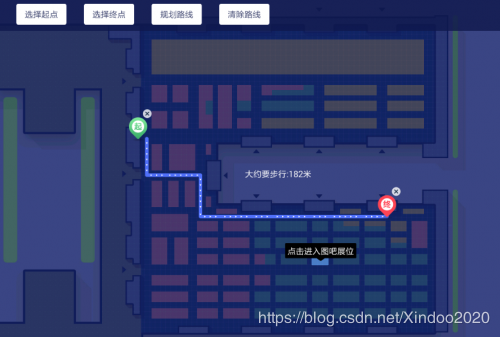 选择起点 选择终点 规划路线 清除路线
起
大约要步行:182米
终
点击进入图吧展位
https://blog.csdn.net/Xindoo2020